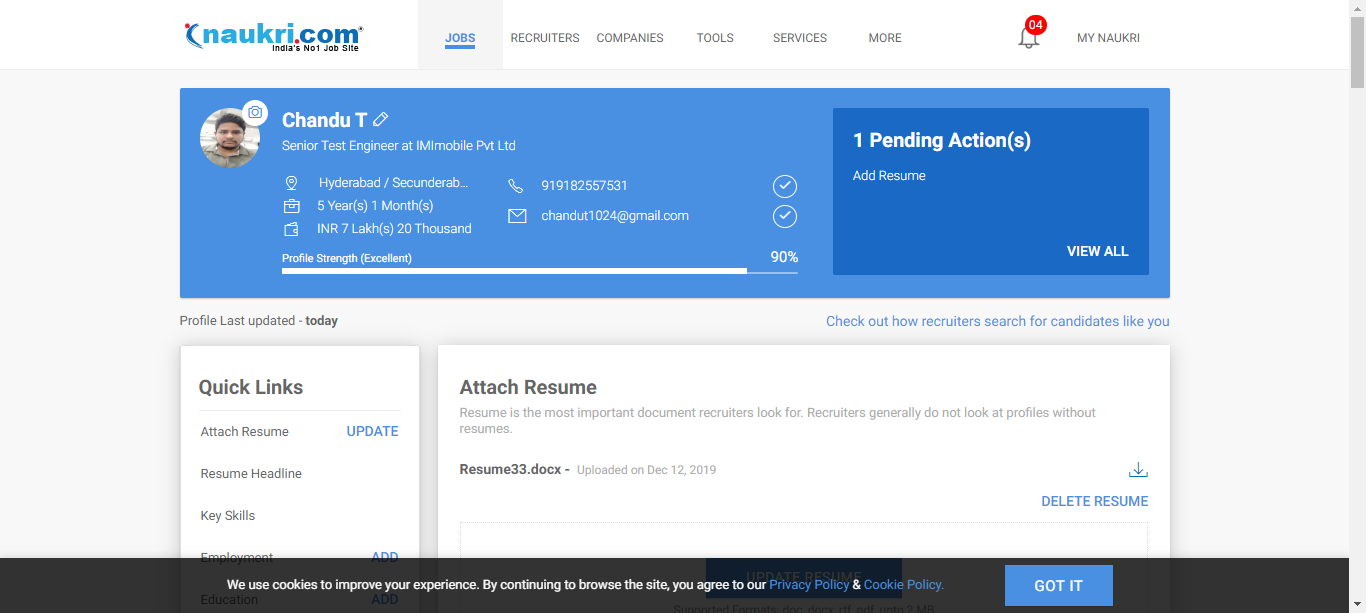 naukri.com
India's No1 Job Site
JOBS
RECRUITERS
COMPANIES
TOOLS
SERVICES
MORE
04
MY NAUKRI
Chandu T
Senior Test Engineer at IMImobile Pvt Ltd
Hyderabad / Secunderab...
919182557531
5 Year(s) 1 Month(s)
chandut1024@gmail.com
INR 7 Lakh(s) 20 Thousand
Profile Strength (Excellent)
90%
1 Pending Action(s)
Add Resume
VIEW ALL
Profile Last updated - today
Check out how recruiters search for candidates like you
Quick Links
Attach Resume UPDATE
Resume Headline
Key Skills
Employment ADD
Education ADD
Attach Resume
Resume is the most important document recruiters look for. Recruiters generally do not look at profiles without
resumes.
Resume33.docx - Uploaded on Dec 12, 2019
DELETE RESUME
UPDATE RESUME
Supported Formats: doc, docx, rtf, pdf, upto 2 MB
We use cookies to improve your experience. By continuing to browse the site, you agree to our Privacy Policy & Cookie Policy.
GOT IT